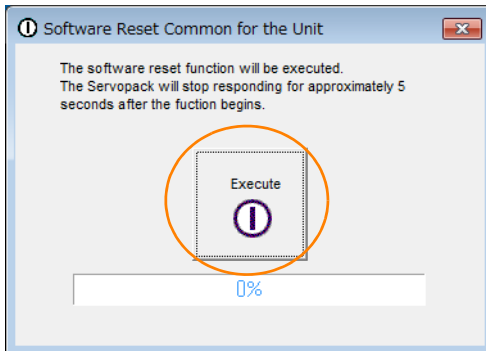 Software Reset Common for the Unit
The software reset function will be executed.
The Servopack will stop responding for approximately 5
seconds after the fuction begins.
Execute
0%